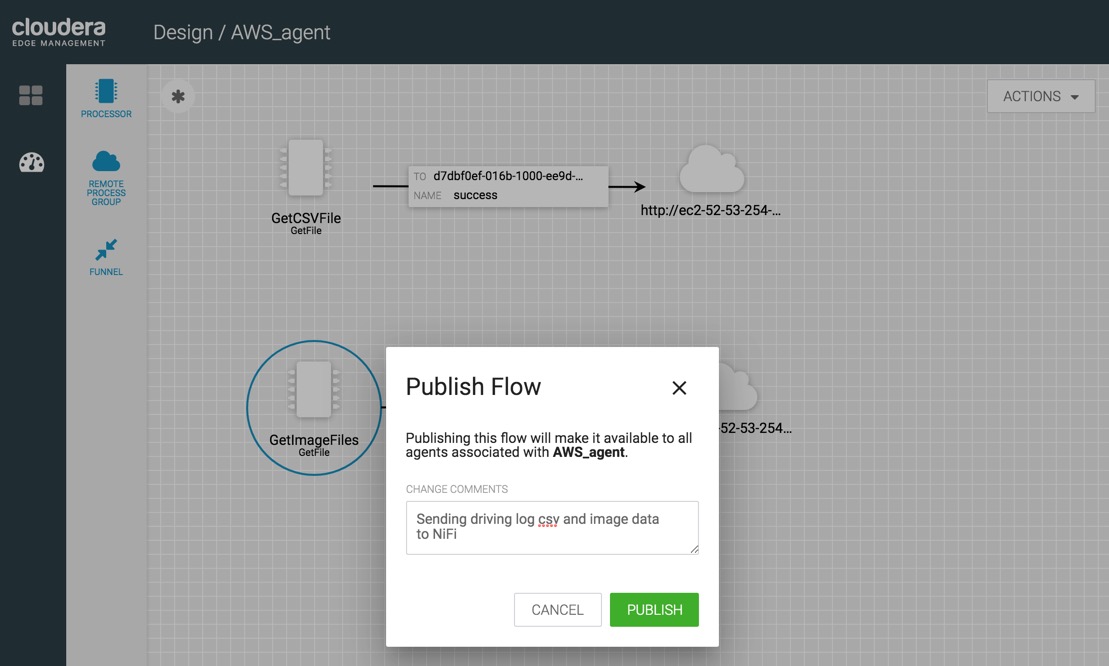 cloudera
EDGE MANAGEMENT
Design / AWS_agent
PROCESSOR
REMOTE
PROCESS
GROUP
FUNNEL
ACTIONS
TO d7dbf0ef-016b-1000-ee9d-...
NAME success
GetCSVFile
GetFile
http://ec2-52-53-254-...
GetImageFiles
GetFile
-52-53-254...
Publish Flow
Publishing this flow will make it available to all
agents associated with AWS_agent.
CHANGE COMMENTS
Sending driving log csv and image data
to NiFi
CANCEL
PUBLISH